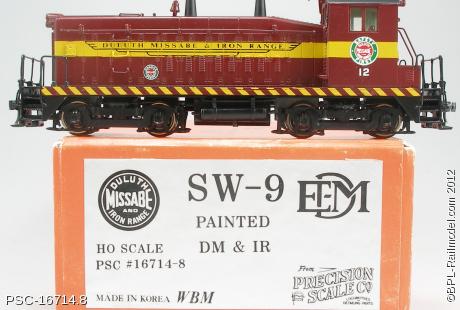 DULUTH MISSABE & IRON RANGE
12
DULUTH
MISSABE
AND
IRON RANGE
SW-9
EDM
PAINTED
HO SCALE
DM & IR
PSC #16714-8
From
PRECISION
SCALE CO
MADE IN KOREA WBM
PSC-16714.8
©BPL-Railmodel.com 2012